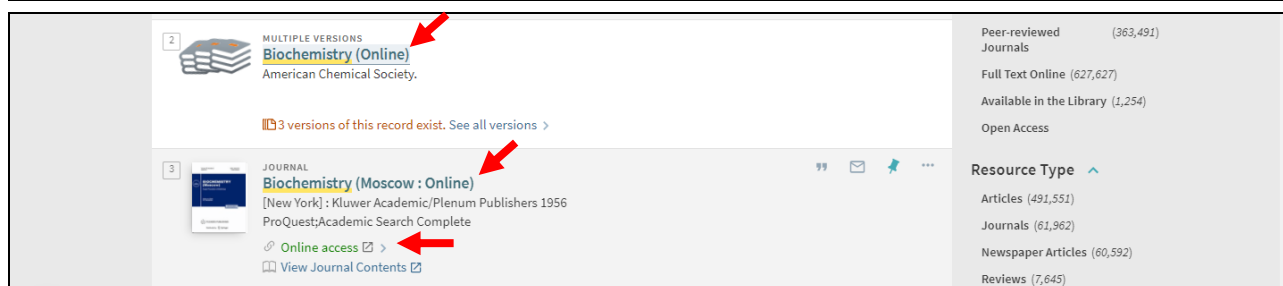 2
MULTIPLE VERSIONS
Biochemistry (Online)
American Chemical Society.
3 versions of this record exist. See all versions >
3
JOURNAL
Biochemistry (Moscow : Online)
[New York] : Kluwer Academic/Plenum Publishers 1956
ProQuest;Academic Search Complete
Online access >
View Journal Contents
Peer-reviewed Journals (363,491)
Full Text Online (627,627)
Available in the Library (1,254)
Open Access
Resource Type
Articles (491,551)
Journals (61,962)
Newspaper Articles (60,592)
Reviews (7,645)